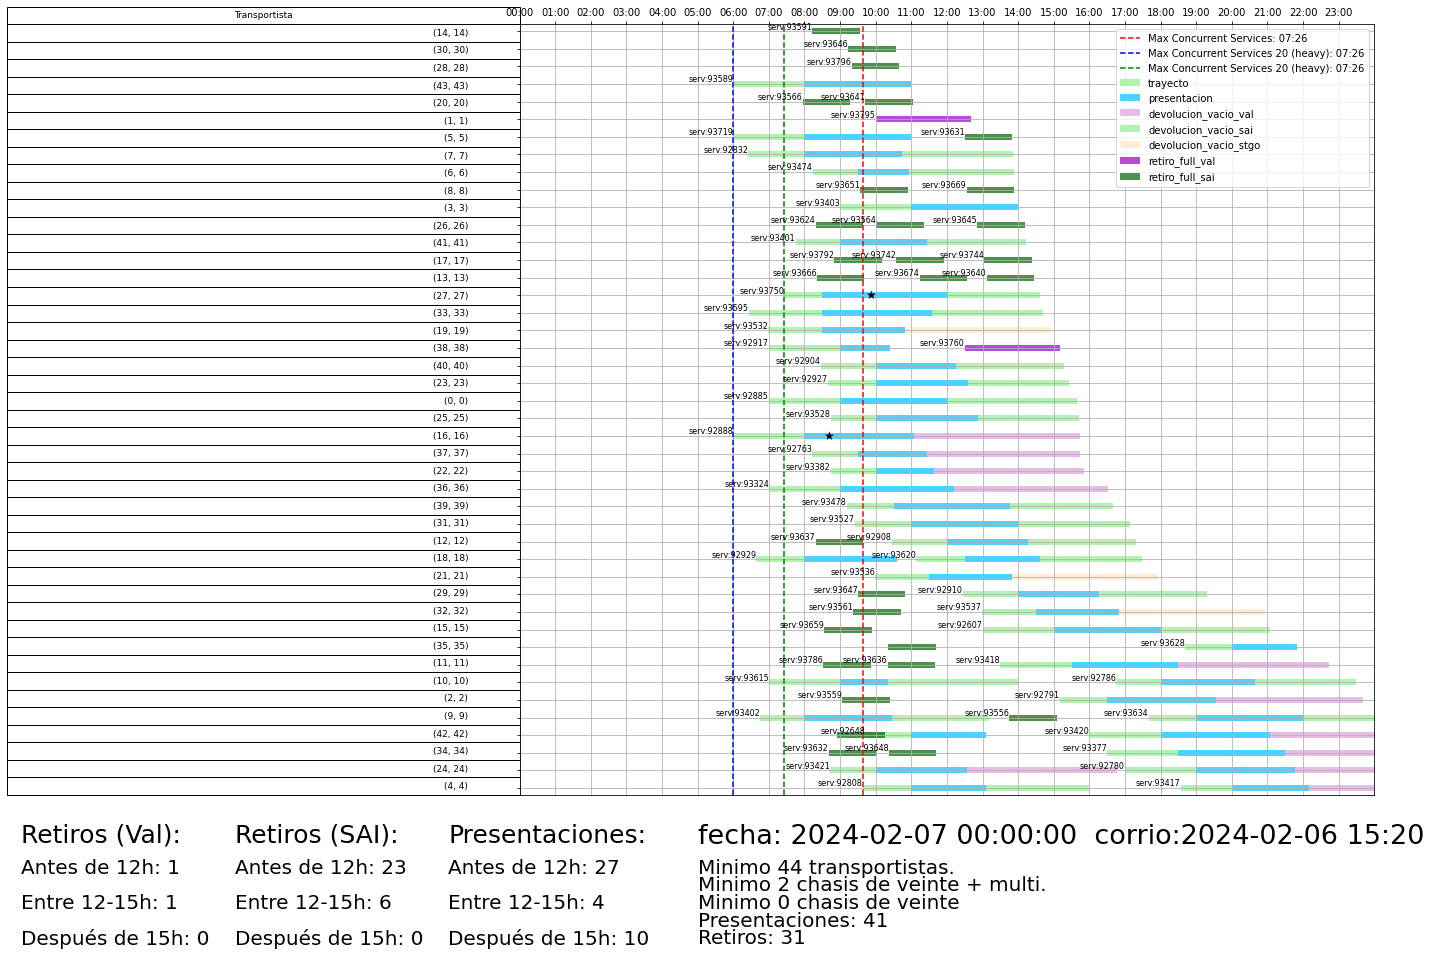 Transportista
00:00 01:00 02:00 03:00 04:00 05:00 06:00 07:00 08:00 09:00 10:00 11:00 12:00 13:00 14:00 15:00 16:00 17:00 18:00 19:00 20:00 21:00 22:00 23:00
Max Concurrent Services: 07:26
Max Concurrent Services 20 (heavy): 07:26
Max Concurrent Services 20 (heavy): 07:26
trayecto
presentacion
devolucion_vacio_val
devolucion_vacio_sai
devolucion_vacio_stgo
retiro_full_val
retiro_full_sai
(14, 14) serv:93591
(30, 30) serv:93646
(28, 28) serv:93796
(43, 43) serv:93589
(20, 20) serv:93566 serv:93641
(1, 1) serv:93795
(5, 5) serv:93719 serv:93631
(7, 7) serv:92832
(6, 6) serv:93474
(8, 8) serv:93651 serv:93669
(3, 3) serv:93403
(26, 26) serv:93624 serv:93564 serv:93645
(41, 41) serv:93401
(17, 17) serv:93792 serv:93742 serv:93744
(13, 13) serv:93666 serv:93674 serv:93640
(27, 27) serv:93750
(33, 33) serv:93595
(19, 19) serv:93532
(38, 38) serv:92917 serv:93760
(40, 40) serv:92904
(23, 23) serv:92927
(0, 0) serv:92885
(25, 25) serv:93528
(16, 16) serv:92888
(37, 37) serv:92763
(22, 22) serv:93382
(36, 36) serv:93324
(39, 39) serv:93478
(31, 31) serv:93527
(12, 12) serv:93637 serv:92908
(18, 18) serv:92929 serv:93620
(21, 21) serv:93536
(29, 29) serv:93647 serv:92910
(32, 32) serv:93561 serv:93537
(15, 15) serv:93659 serv:92607
(35, 35) serv:93628
(11, 11) serv:93786 serv:93636 serv:93418
(10, 10) serv:93615 serv:92786
(2, 2) serv:93559 serv:92791
(9, 9) serv:93402 serv:93556 serv:93634
(42, 42) serv:92648 serv:93420
(34, 34) serv:93632 serv:93648 serv:93377
(24, 24) serv:93421 serv:92780
(4, 4) serv:92808 serv:93417
Retiros (Val):
Antes de 12h: 1
Entre 12-15h: 1
Después de 15h: 0
Retiros (SAI):
Antes de 12h: 23
Entre 12-15h: 6
Después de 15h: 0
Presentaciones:
Antes de 12h: 27
Entre 12-15h: 4
Después de 15h: 10
fecha: 2024-02-07 00:00:00 corrio:2024-02-06 15:20
Minimo 44 transportistas.
Minimo 2 chasis de veinte + multi.
Minimo 0 chasis de veinte
Presentaciones: 41
Retiros: 31